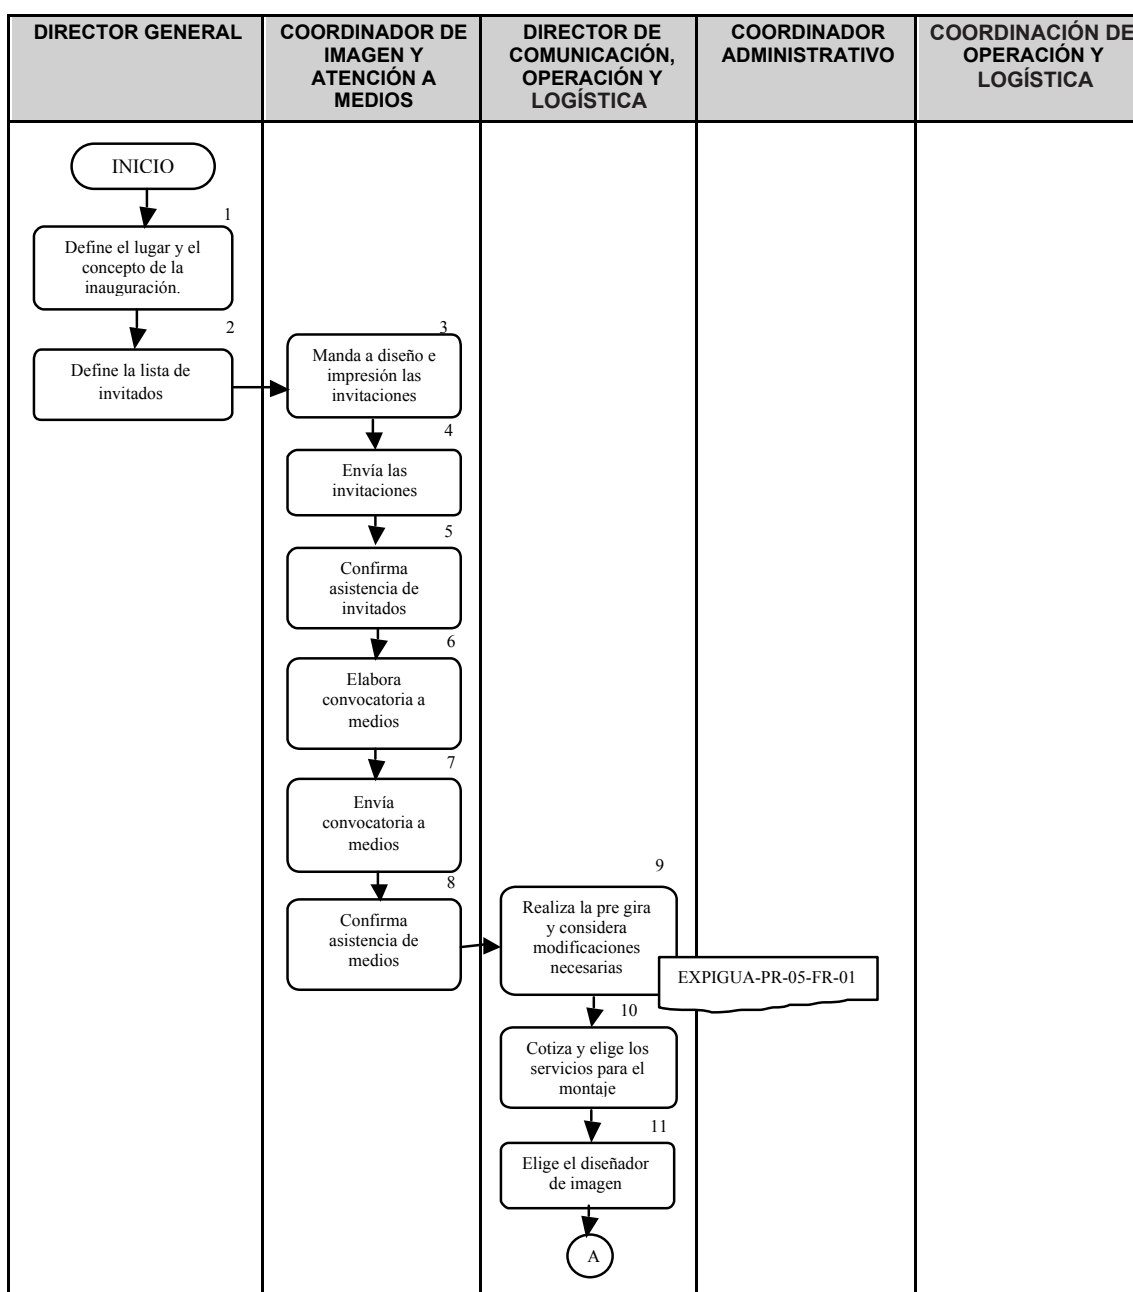 DIRECTOR GENERAL
COORDINADOR DE
IMAGEN Y
ATENCIÓN A
MEDIOS
DIRECTOR DE
COMUNICACIÓN,
OPERACIÓN Y
LOGÍSTICA
COORDINADOR
ADMINISTRATIVO
COORDINACIÓN DE
OPERACIÓN Y
LOGÍSTICA
INICIO
1
Define el lugar y el
concepto de la
inauguración.
2
Define la lista de
invitados
3
Manda a diseño e
impresión las
invitaciones
4
Envía las
invitaciones
5
Confirma
asistencia de
invitados
6
Elabora
convocatoria a
medios
7
Envía
convocatoria a
medios
8
Confirma
asistencia de
medios
9
Realiza la pre gira
y considera
modificaciones
necesarias
EXPIGUA-PR-05-FR-01
10
Cotiza y elige los
servicios para el
montaje
11
Elige el diseñador
de imagen
A